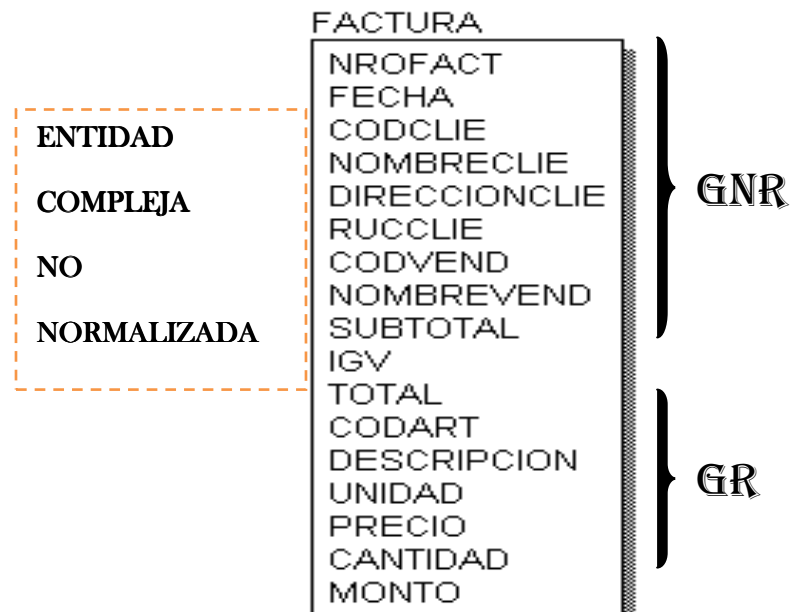 FACTURA
NROFACT
FECHA
CODCLIE
NOMBRECLIE
DIRECCIONCLIE
RUCCLIE
CODVEND
NOMBREVEND
SUBTOTAL
IGV
TOTAL
CODART
DESCRIPCION
UNIDAD
PRECIO
CANTIDAD
MONTO
ENTIDAD
COMPLEJA
NO
NORMALIZADA
GNR
GR